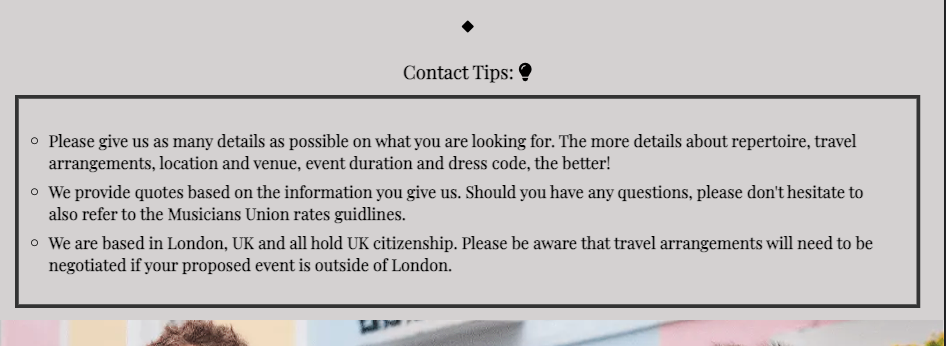 Contact Tips:
Please give us as many details as possible on what you are looking for. The more details about repertoire, travel
arrangements, location and venue, event duration and dress code, the better!
We provide quotes based on the information you give us. Should you have any questions, please don't hesitate to
also refer to the Musicians Union rates guidlines.
We are based in London, UK and all hold UK citizenship. Please be aware that travel arrangements will need to be
negotiated if your proposed event is outside of London.